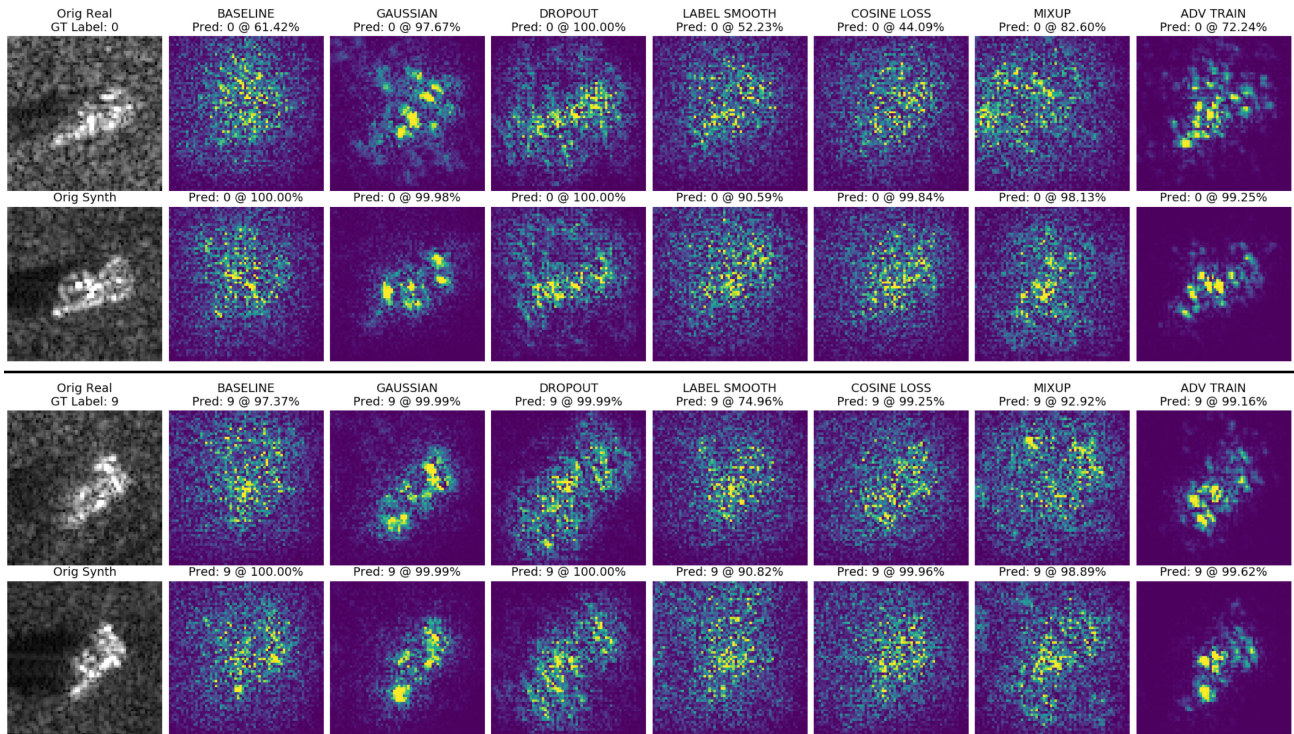 Orig Real
GT Label: 0
BASELINE
Pred: 0 @ 61.42%
GAUSSIAN
Pred: 0 @ 97.67%
DROPOUT
Pred: 0 @ 100.00%
LABEL SMOOTH
Pred: 0 @ 52.23%
COSINE LOSS
Pred: 0 @ 44.09%
MIXUP
Pred: 0 @ 82.60%
ADV TRAIN
Pred: 0 @ 72.24%
Orig Synth
Pred: 0 @ 100.00%
Pred: 0 @ 99.98%
Pred: 0 @ 100.00%
Pred: 0 @ 90.59%
Pred: 0 @ 99.84%
Pred: 0 @ 98.13%
Pred: 0 @ 99.25%
Orig Real
GT Label: 9
BASELINE
Pred: 9 @ 97.37%
GAUSSIAN
Pred: 9 @ 99.99%
DROPOUT
Pred: 9 @ 99.99%
LABEL SMOOTH
Pred: 9 @ 74.96%
COSINE LOSS
Pred: 9 @ 99.25%
MIXUP
Pred: 9 @ 92.92%
ADV TRAIN
Pred: 9 @ 99.16%
Orig Synth
Pred: 9 @ 100.00%
Pred: 9 @ 99.99%
Pred: 9 @ 100.00%
Pred: 9 @ 90.82%
Pred: 9 @ 99.96%
Pred: 9 @ 98.89%
Pred: 9 @ 99.62%